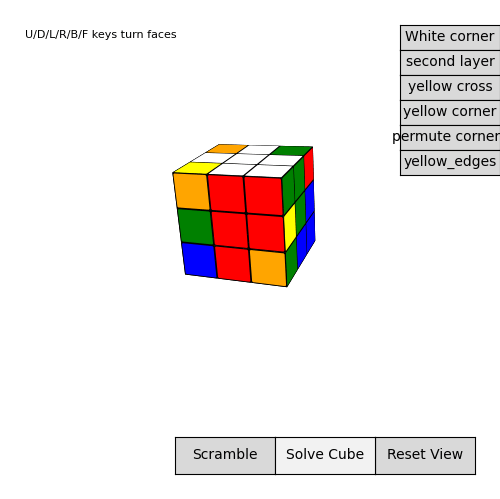 U/D/L/R/B/F keys turn faces
White corner
second layer
yellow cross
yellow corner
permute corner
yellow_edges
Scramble
Solve Cube
Reset View